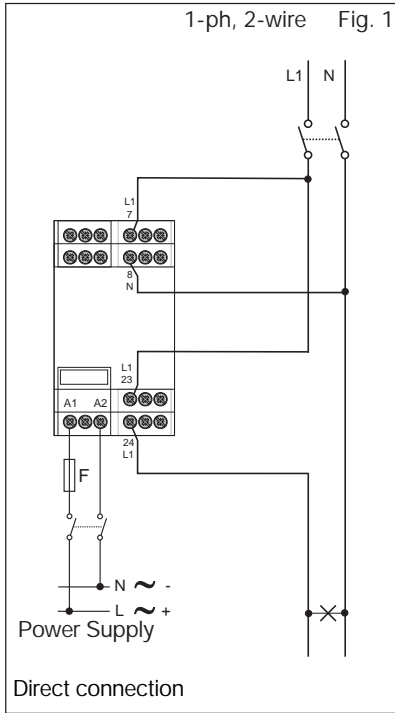 1-ph, 2-wire Fig. 1
L1 N
L1
7
8
N
L1
23
A1 A2
24
L1
F
N ~ -
L ~ +
Power Supply
Direct connection